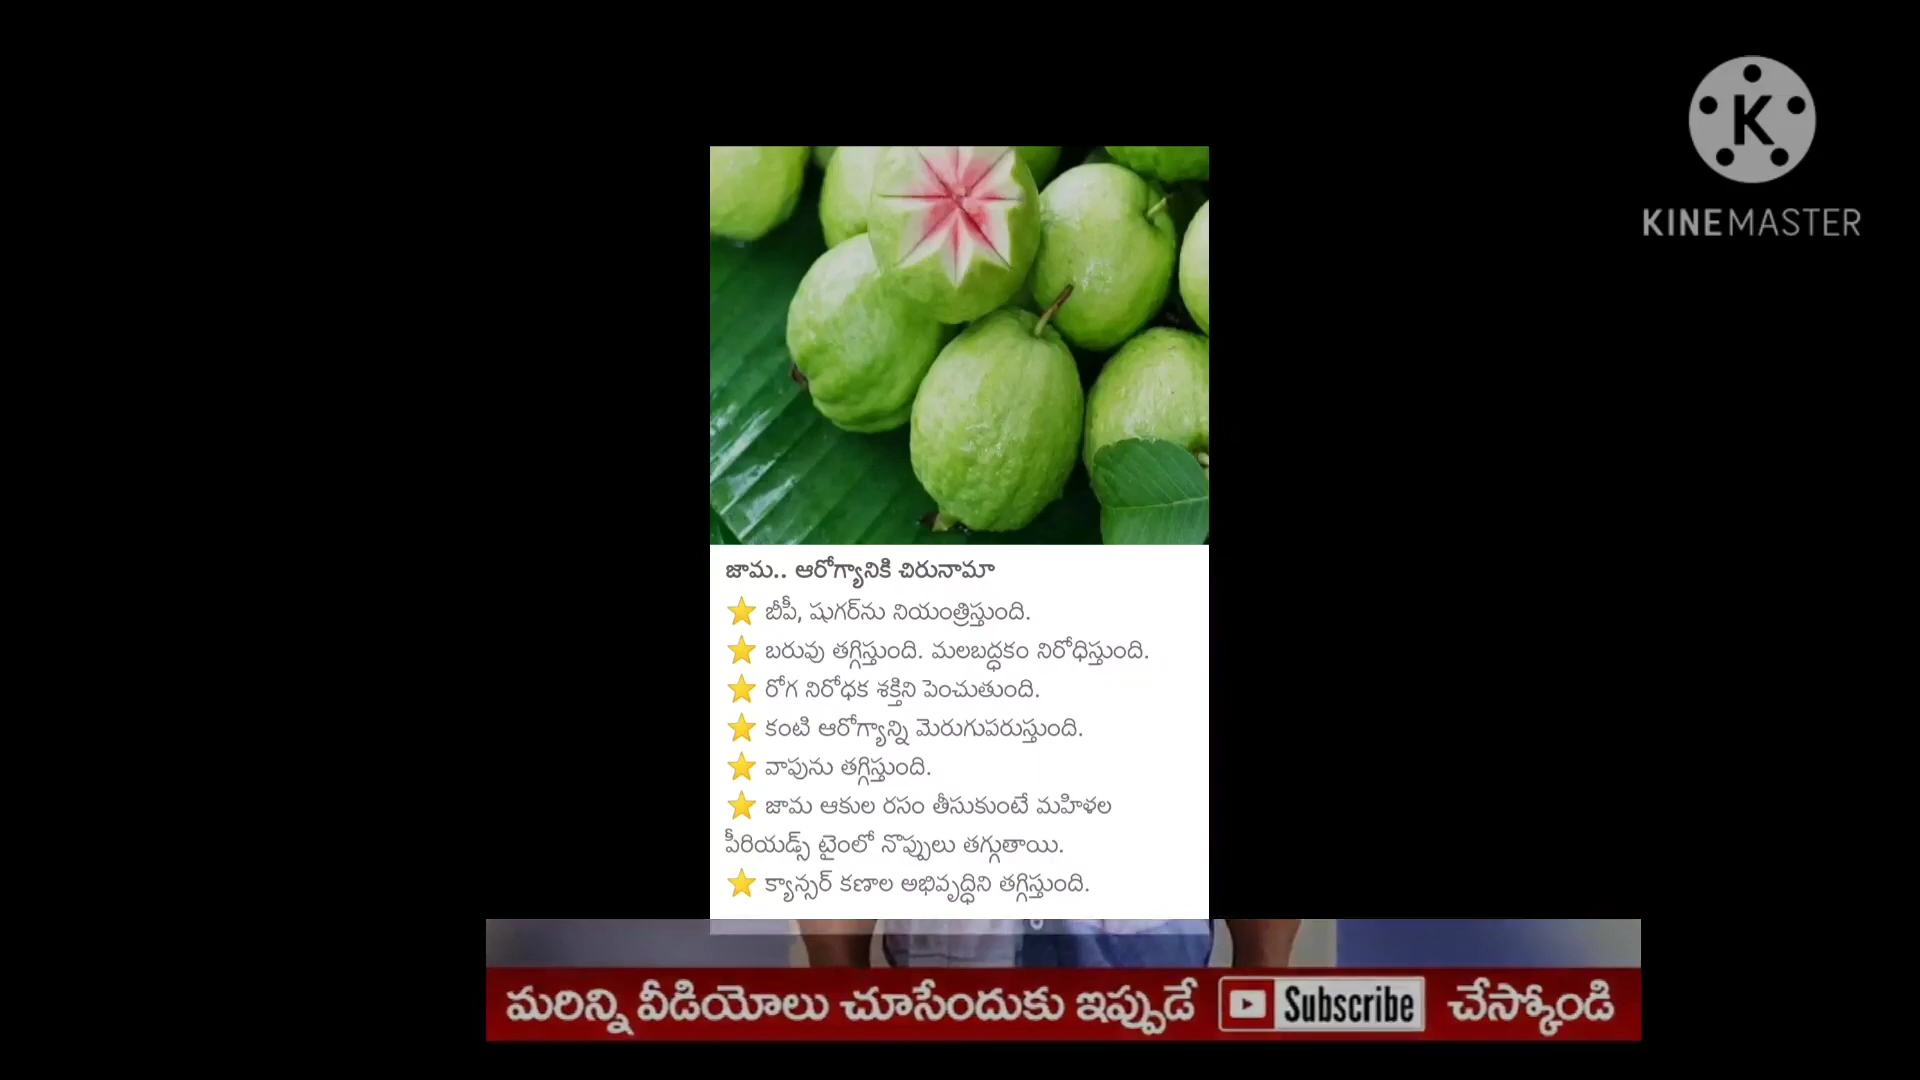 KINEMASTER
జామ.. ఆరోగ్యానికి చిరునామా
⭐ బీపీ, షుగర్‌ను నియంత్రిస్తుంది.
⭐ బరువు తగ్గిస్తుంది. మలబద్ధకం నిరోధిస్తుంది.
⭐ రోగ నిరోధక శక్తిని పెంచుతుంది.
⭐ కంటి ఆరోగ్యాన్ని మెరుగుపరుస్తుంది.
⭐ వాపును తగ్గిస్తుంది.
⭐ జామ ఆకుల రసం తీసుకుంటే మహిళల
పీరియడ్స్ టైంలో నొప్పులు తగ్గుతాయి.
⭐ క్యాన్సర్ కణాల అభివృద్ధిని తగ్గిస్తుంది.
మరిన్ని వీడియోలు చూసేందుకు ఇప్పుడే Subscribe చేస్కోండి